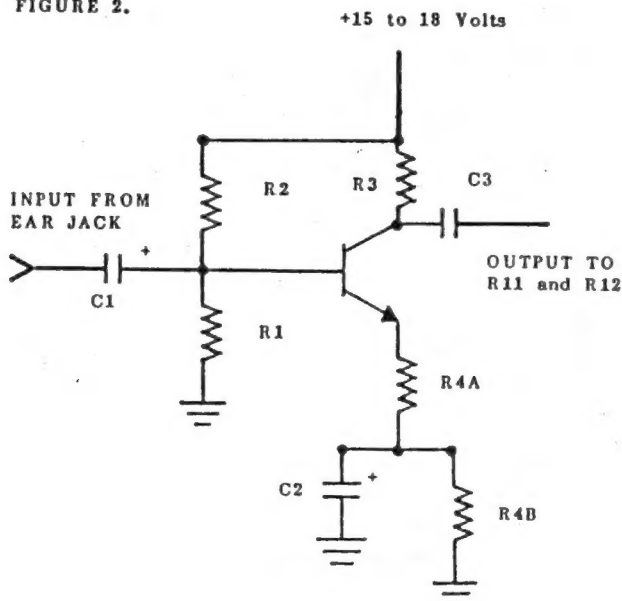 FIGURE 2.
+15 to 18 Volts
R2
R3
C3
INPUT FROM
EAR JACK
+
C1
OUTPUT TO
R11 and R12
R1
R4A
C2
+
R4B